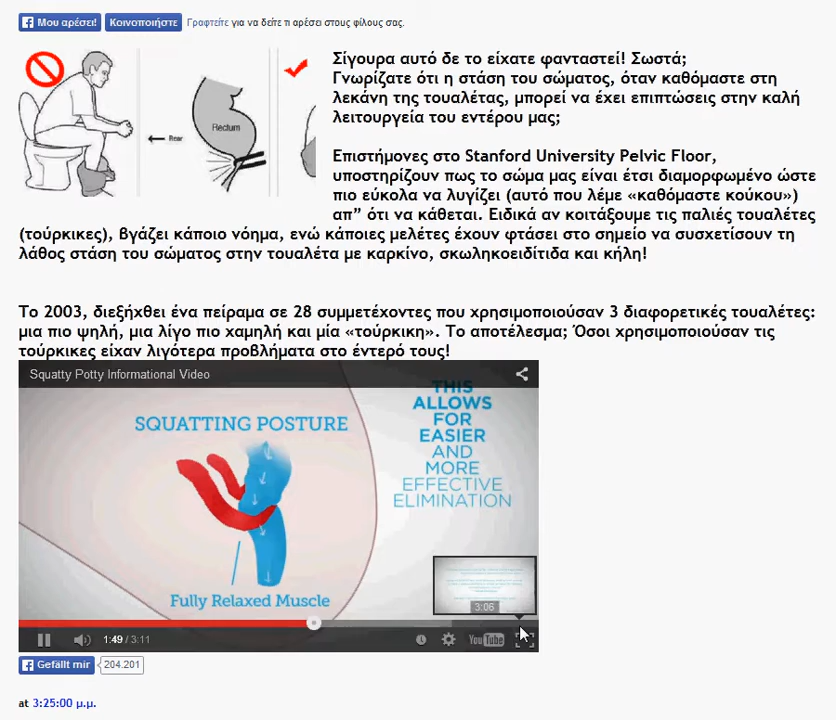 Μου αρέσει! Κοινοποιήστε Γραφτείτε για να δείτε τι αρέσει στους φίλους σας.
Rectum
Rear
Σίγουρα αυτό δε το είχατε φανταστεί! Σωστά;
Γνωρίζατε ότι η στάση του σώματος, όταν καθόμαστε στη
λεκάνη της τουαλέτας, μπορεί να έχει επιπτώσεις στην καλή
λειτουργεία του εντέρου μας;
Επιστήμονες στο Stanford University Pelvic Floor,
υποστηρίζουν πως το σώμα μας είναι έτσι διαμορφωμένο ώστε
πιο εύκολα να λυγίζει (αυτό που λέμε «καθόμαστε κούκου»)
απ” ότι να κάθεται. Ειδικά αν κοιτάξουμε τις παλιές τουαλέτες
(τούρκικες), βγάζει κάποιο νόημα, ενώ κάποιες μελέτες έχουν φτάσει στο σημείο να συσχετίσουν τη
λάθος στάση του σώματος στην τουαλέτα με καρκίνο, σκωληκοειδίτιδα και κήλη!
Το 2003, διεξήχθει ένα πείραμα σε 28 συμμετέχοντες που χρησιμοποιούσαν 3 διαφορετικές τουαλέτες:
μια πιο ψηλή, μια λίγο πιο χαμηλή και μία «τούρκικη». Το αποτέλεσμα; Όσοι χρησιμοποιούσαν τις
τούρκικες είχαν λιγότερα προβλήματα στο έντερό τους!
Squatty Potty Informational Video
SQUATTING POSTURE
THIS
ALLOWS
FOR
EASIER
AND
MORE
EFFECTIVE
ELIMINATION
Fully Relaxed Muscle
3:06
1:49 / 3:11
YouTube
Gefällt mir 204.201
at 3:25:00 μ.μ.